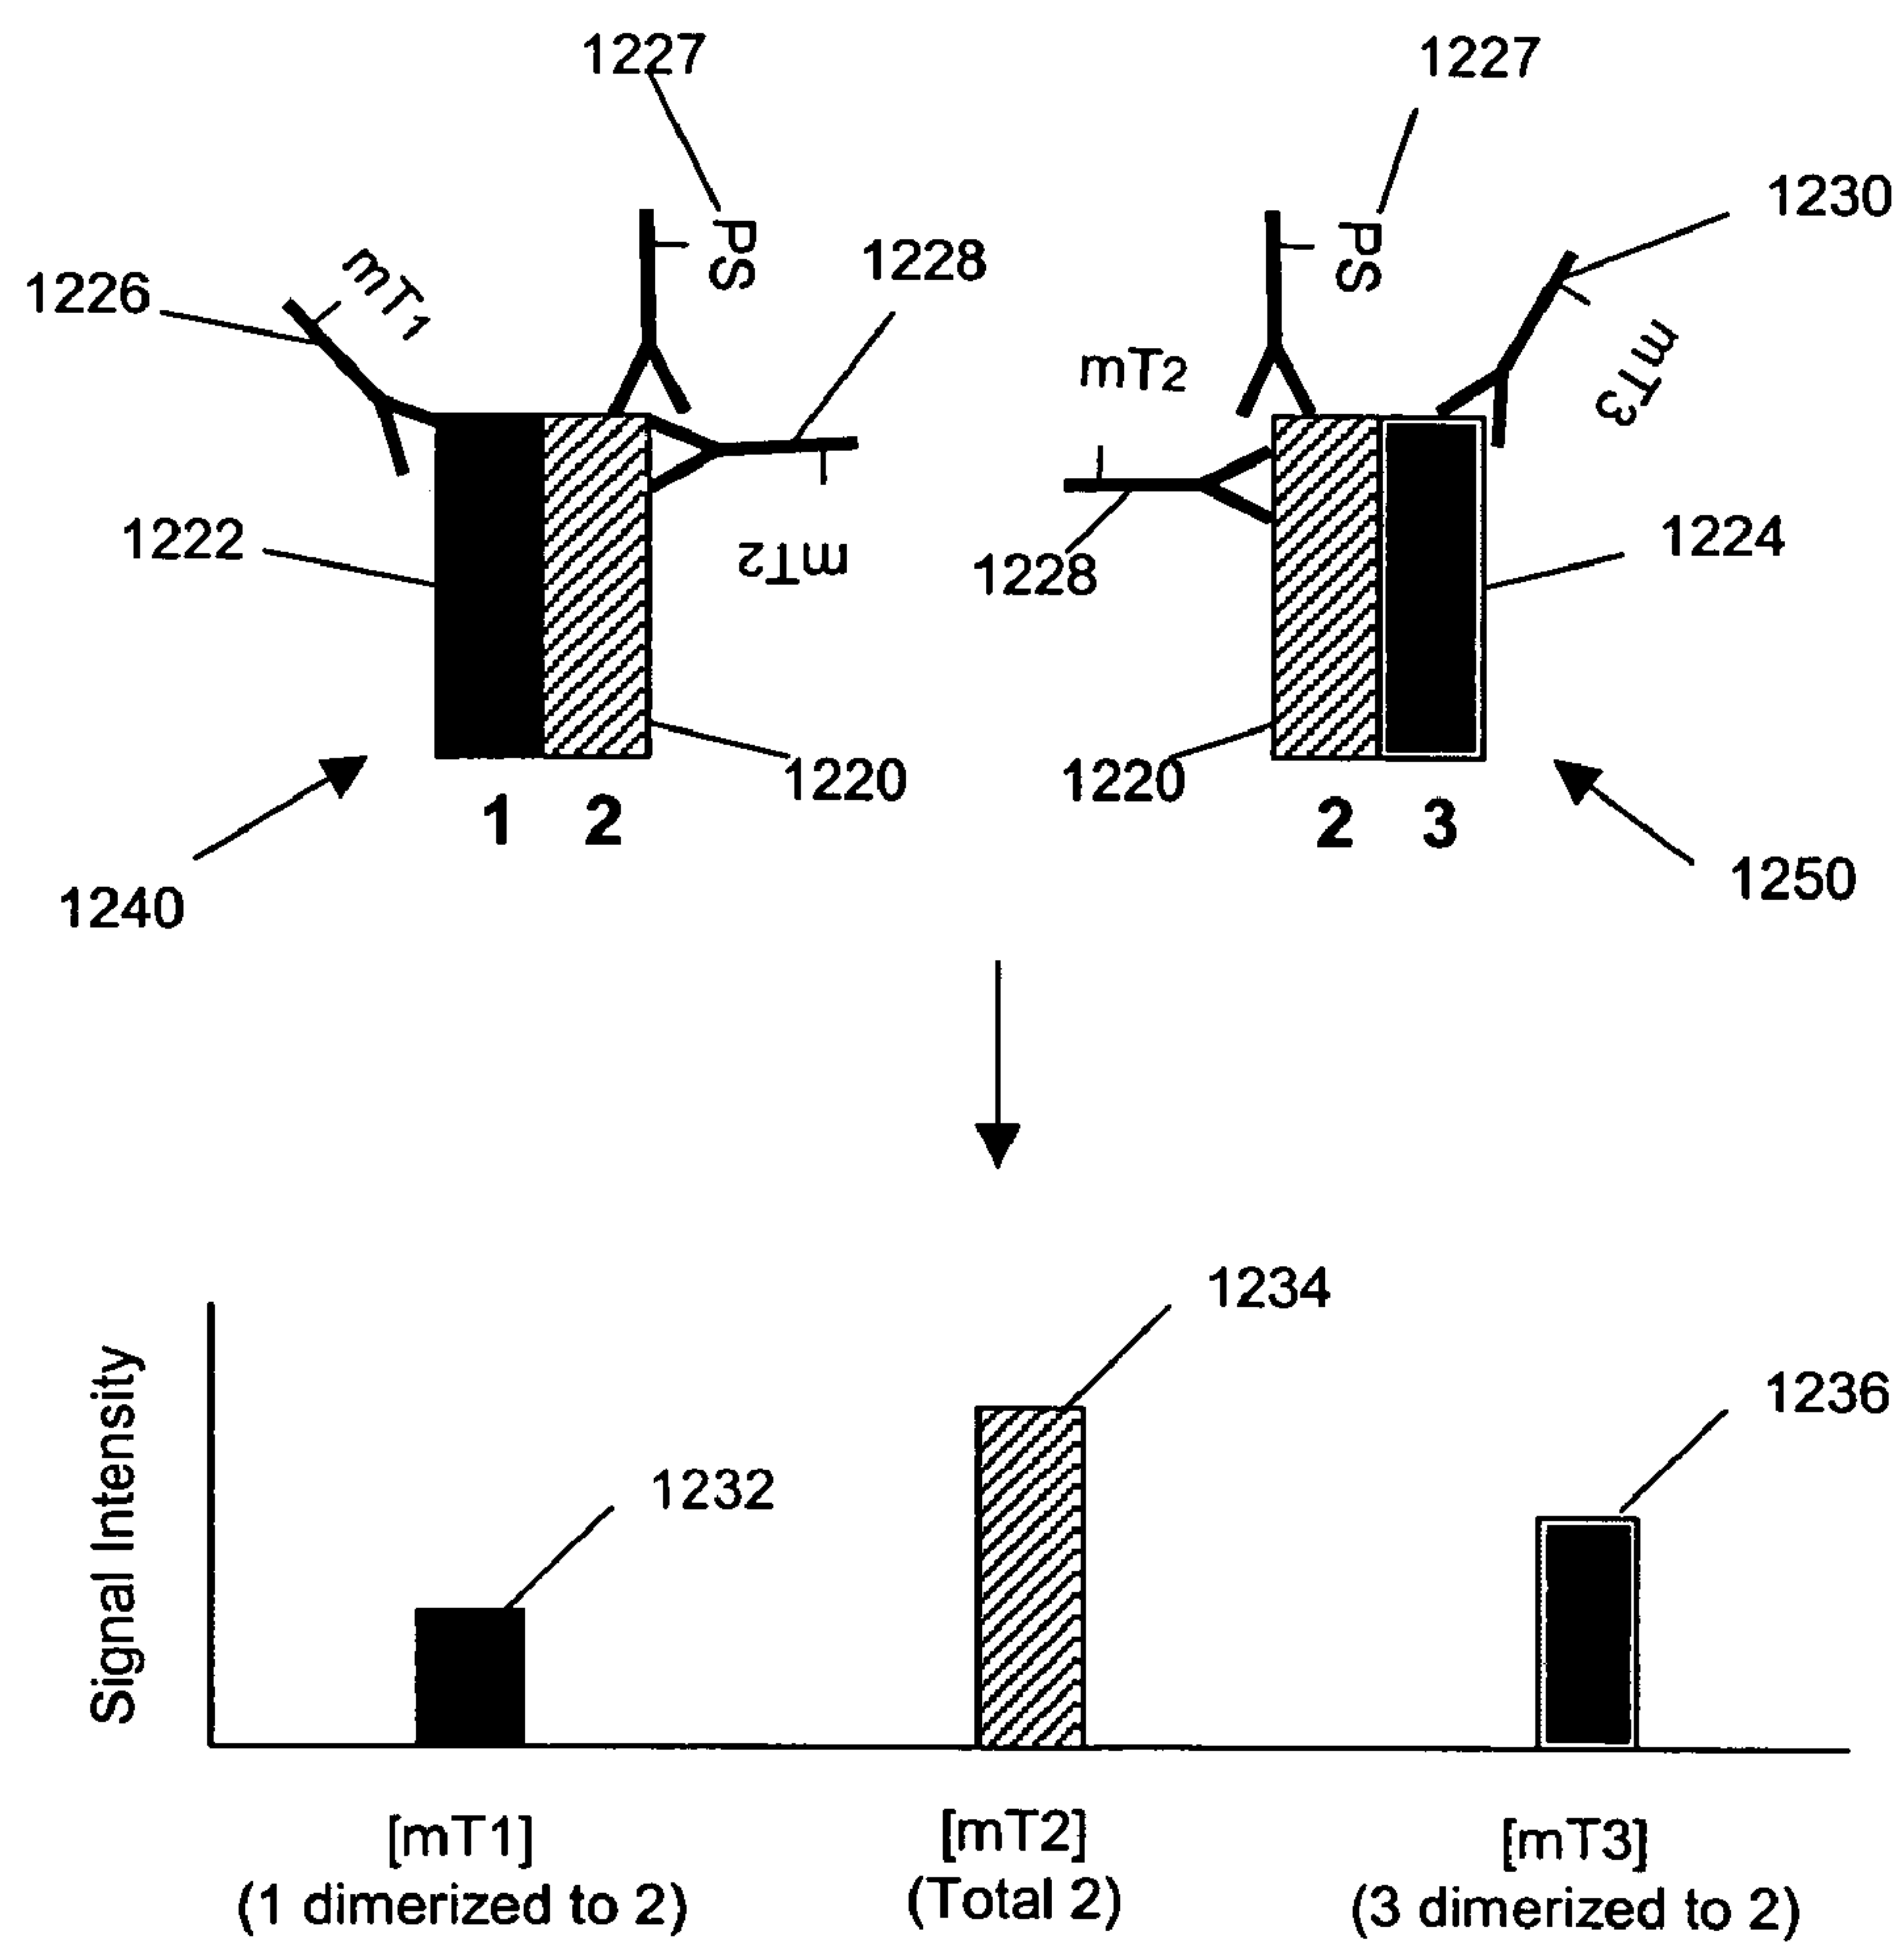 1227
1227
1230
1226
mT1
PS
1228
PS
mT2
mT3
1222
mT2
1228
1224
1220
1220
1 2
2 3
1240
1250
1234
1236
1232
Signal Intensity
[mT1]
(1 dimerized to 2)
[mT2]
(Total 2)
[mT3]
(3 dimerized to 2)